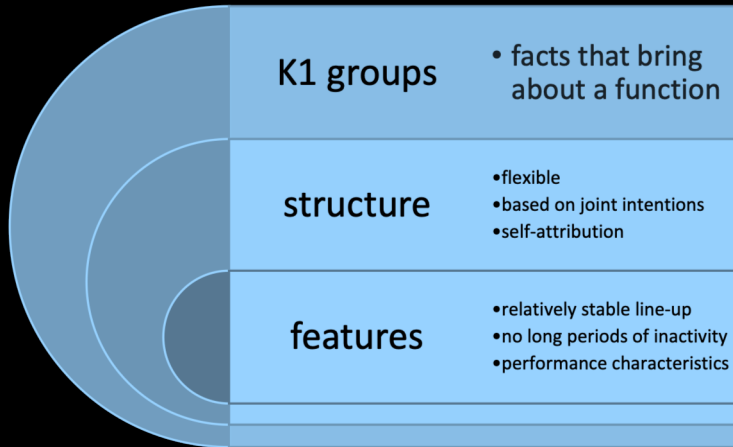 K1 groups
• facts that bring
about a function
structure
•flexible
•based on joint intentions
•self-attribution
features
•relatively stable line-up
•no long periods of inactivity
•performance characteristics